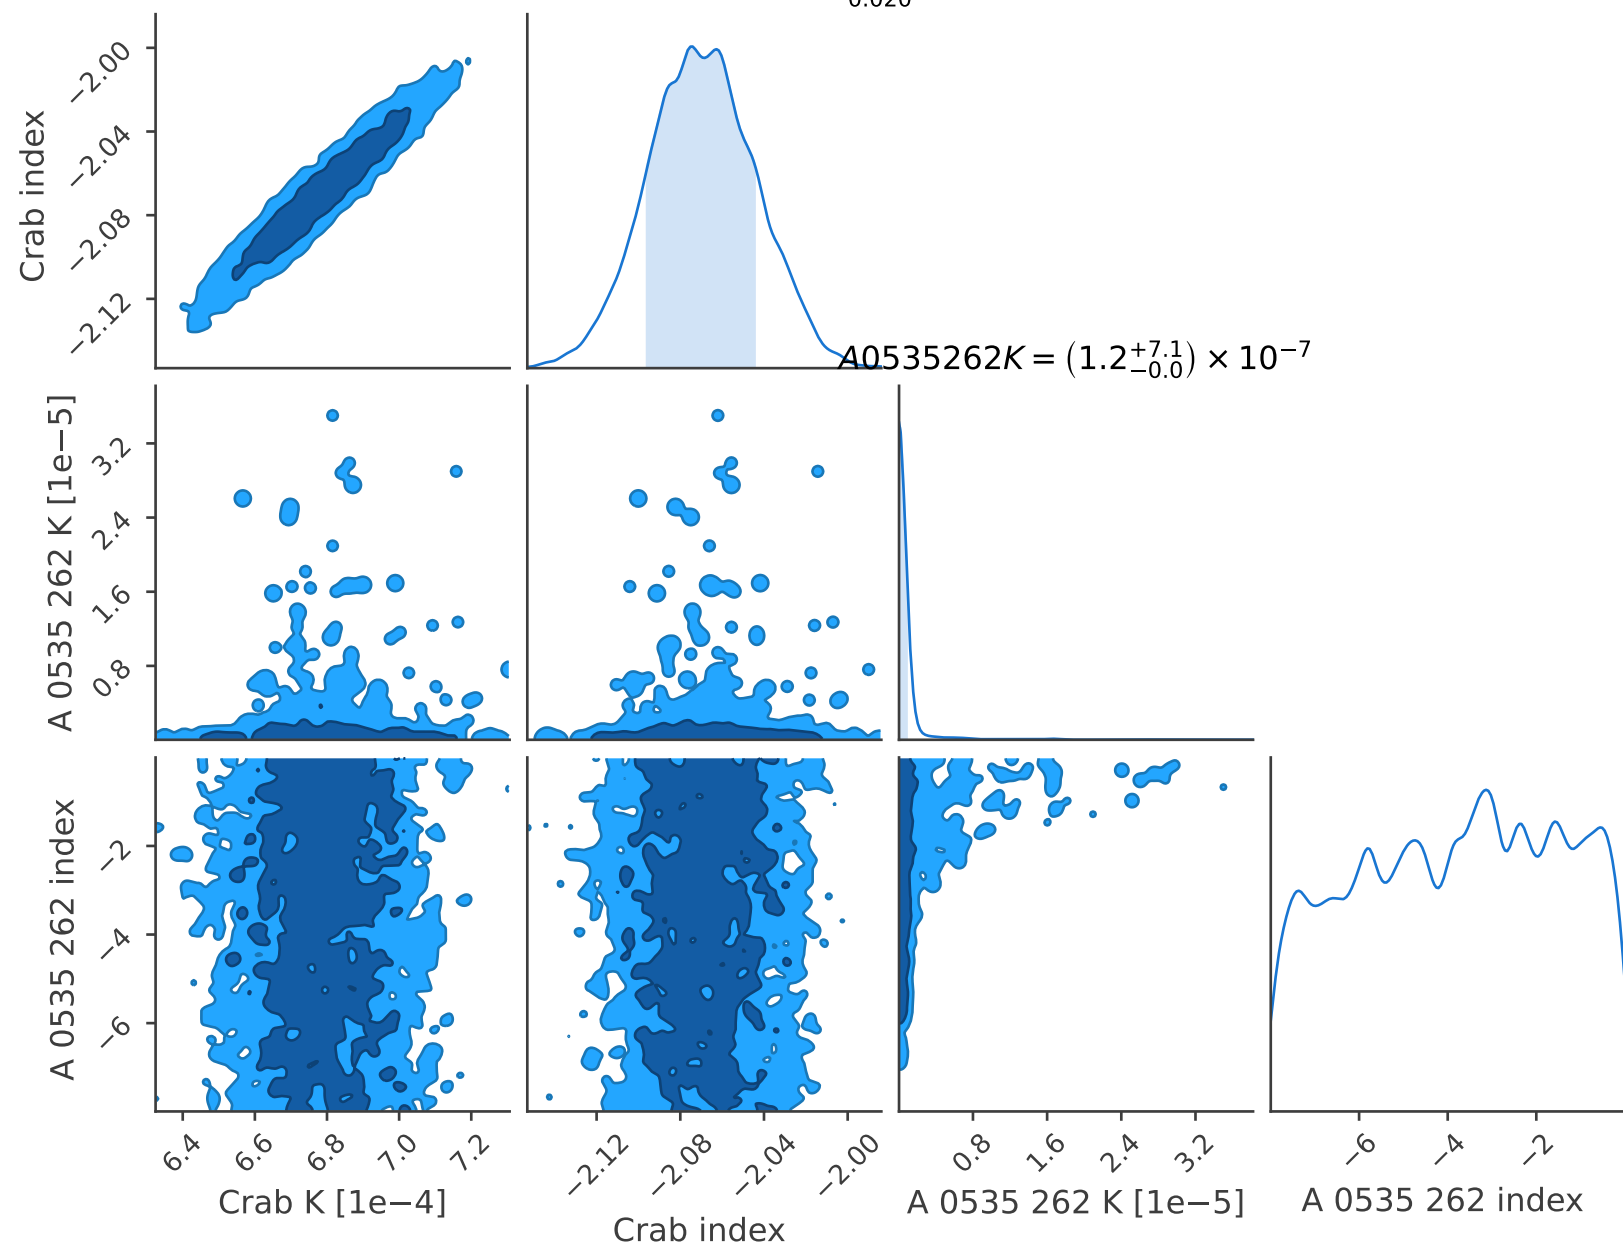 0.020
−2.00
−2.04
−2.08
−2.12
Crab index
A0535262K = (1.2+7.1−0.0) × 10−7
3.2
2.4
1.6
0.8
A 0535 262 K [1e−5]
−2
−4
−6
A 0535 262 index
6.4 6.6 6.8 7.0 7.2
Crab K [1e−4]
−2.12 −2.08 −2.04 −2.00
Crab index
0.8 1.6 2.4 3.2
A 0535 262 K [1e−5]
−6 −4 −2
A 0535 262 index